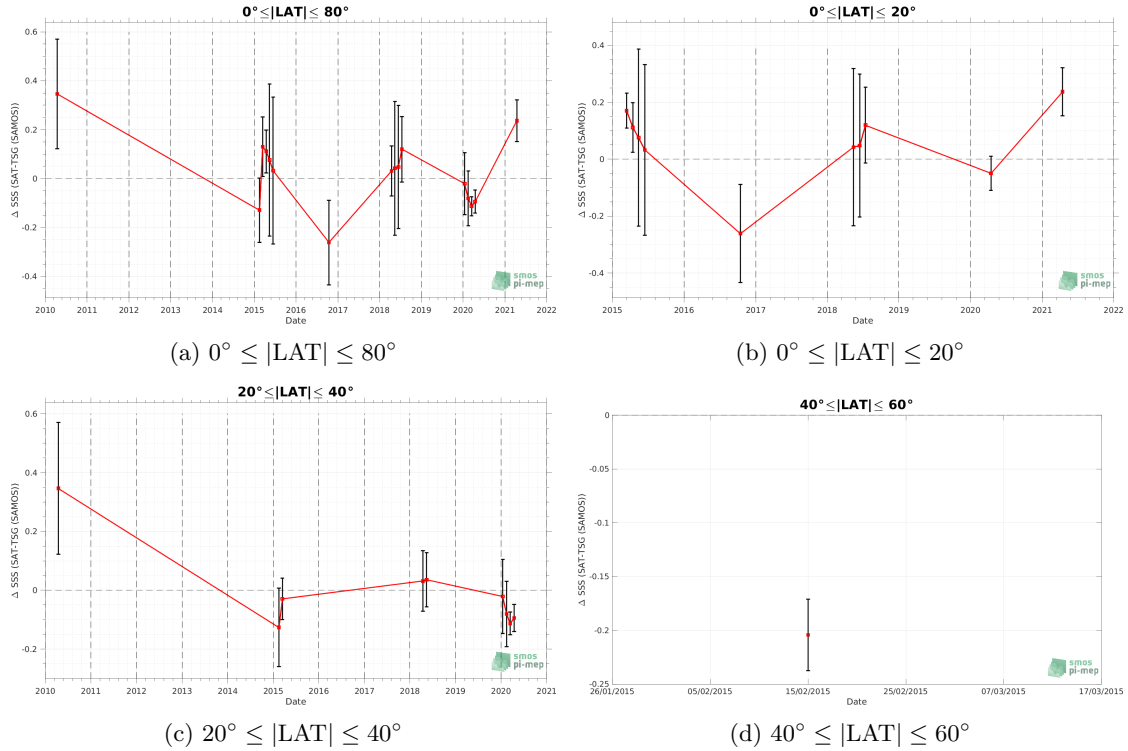 0°≤|LAT|≤ 80°
0.6
0.4
0.2
0
-0.2
-0.4
Δ SSS (SAT-TSG (SAMOS))
2010 2011 2012 2013 2014 2015 2016 2017 2018 2019 2020 2021 2022
Date
smos
pi-mep
(a) 0° ≤ |LAT| ≤ 80°
0°≤|LAT|≤ 20°
0.4
0.2
0
-0.2
-0.4
Δ SSS (SAT-TSG (SAMOS))
2015 2016 2017 2018 2019 2020 2021 2022
Date
smos
pi-mep
(b) 0° ≤ |LAT| ≤ 20°
20°≤|LAT|≤ 40°
0.6
0.4
0.2
0
-0.2
Δ SSS (SAT-TSG (SAMOS))
2010 2011 2012 2013 2014 2015 2016 2017 2018 2019 2020 2021
Date
smos
pi-mep
(c) 20° ≤ |LAT| ≤ 40°
40°≤|LAT|≤ 60°
0
-0.05
-0.1
-0.15
-0.2
-0.25
Δ SSS (SAT-TSG (SAMOS))
26/01/2015 05/02/2015 15/02/2015 25/02/2015 07/03/2015 17/03/2015
Date
smos
pi-mep
(d) 40° ≤ |LAT| ≤ 60°